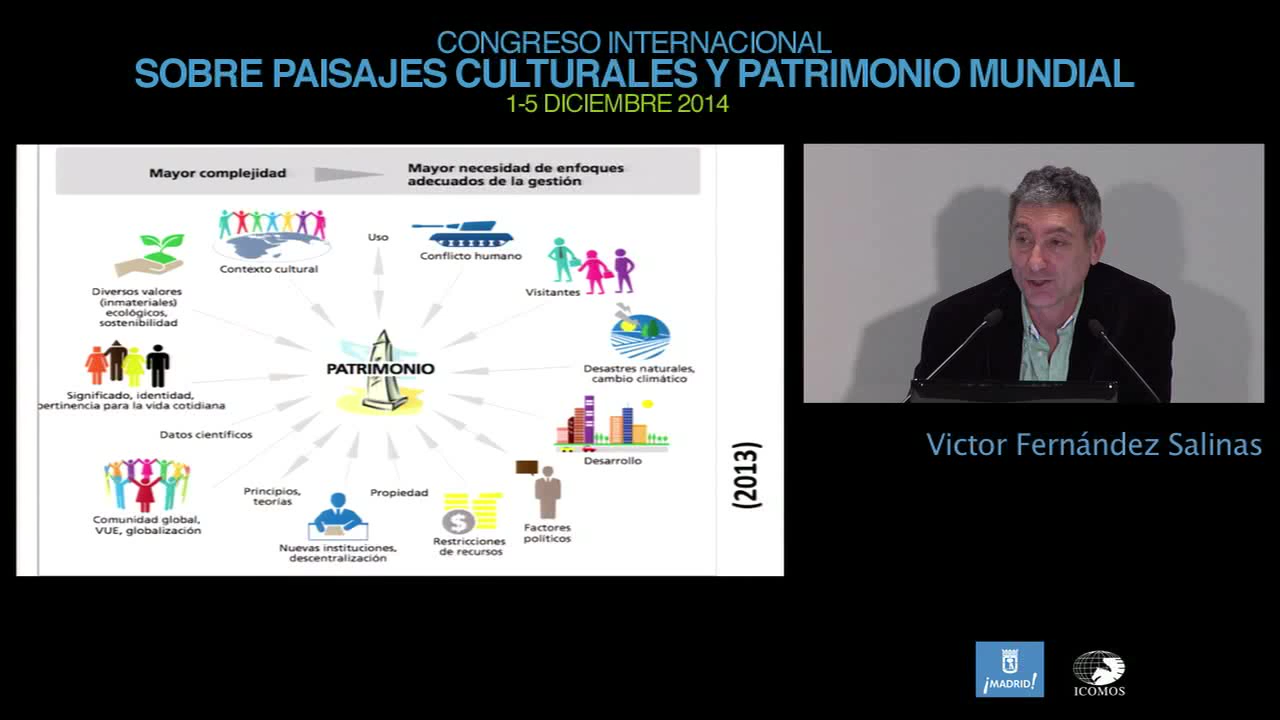 CONGRESO INTERNACIONAL
SOBRE PAISAJES CULTURALES Y PATRIMONIO MUNDIAL
1-5 DICIEMBRE 2014
Mayor complejidad
Mayor necesidad de enfoques
adecuados de la gestión
Contexto cultural
Uso
Conflicto humano
Visitantes
Diversos valores
(inmateriales)
ecológicos,
sostenibilidad
PATRIMONIO
Desastres naturales,
cambio climático
Significado, identidad,
pertinencia para la vida cotidiana
Datos científicos
Desarrollo
Comunidad global,
VUE, globalización
Principios,
teorías
Nuevas instituciones,
descentralización
Propiedad
$
Restricciones
de recursos
Factores
políticos
(2013)
Victor Fernández Salinas
¡MADRID!
ICOMOS